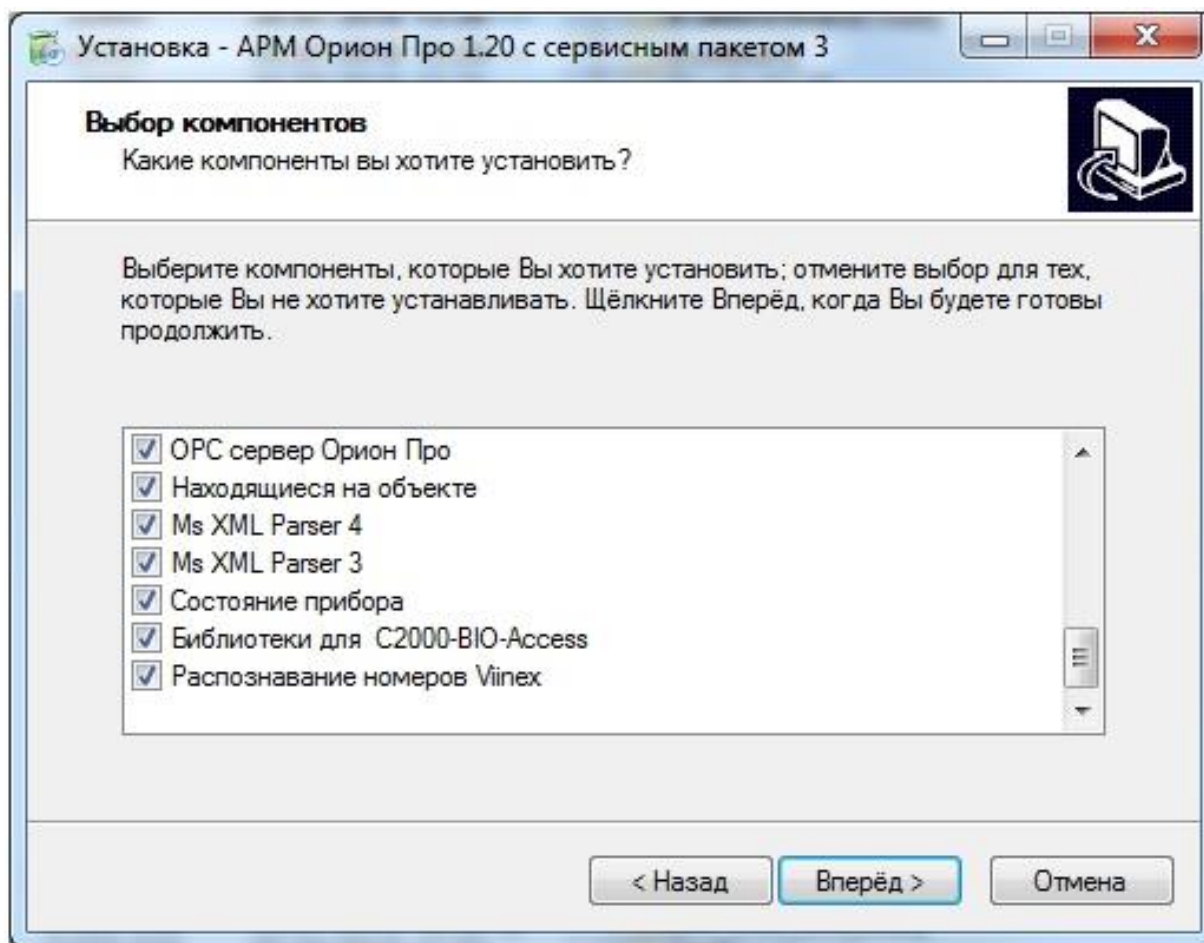 Установка - АРМ Орион Про 1.20 с сервисным пакетом 3
Выбор компонентов
Какие компоненты вы хотите установить?
Выберите компоненты, которые Вы хотите установить; отмените выбор для тех,
которые Вы не хотите устанавливать. Щёлкните Вперёд, когда Вы будете готовы
продолжить.
ОРС сервер Орион Про
Находящиеся на объекте
Ms XML Parser 4
Ms XML Parser 3
Состояние прибора
Библиотеки для С2000-BIO-Access
Распознавание номеров Viinex
< Назад
Вперёд >
Отмена